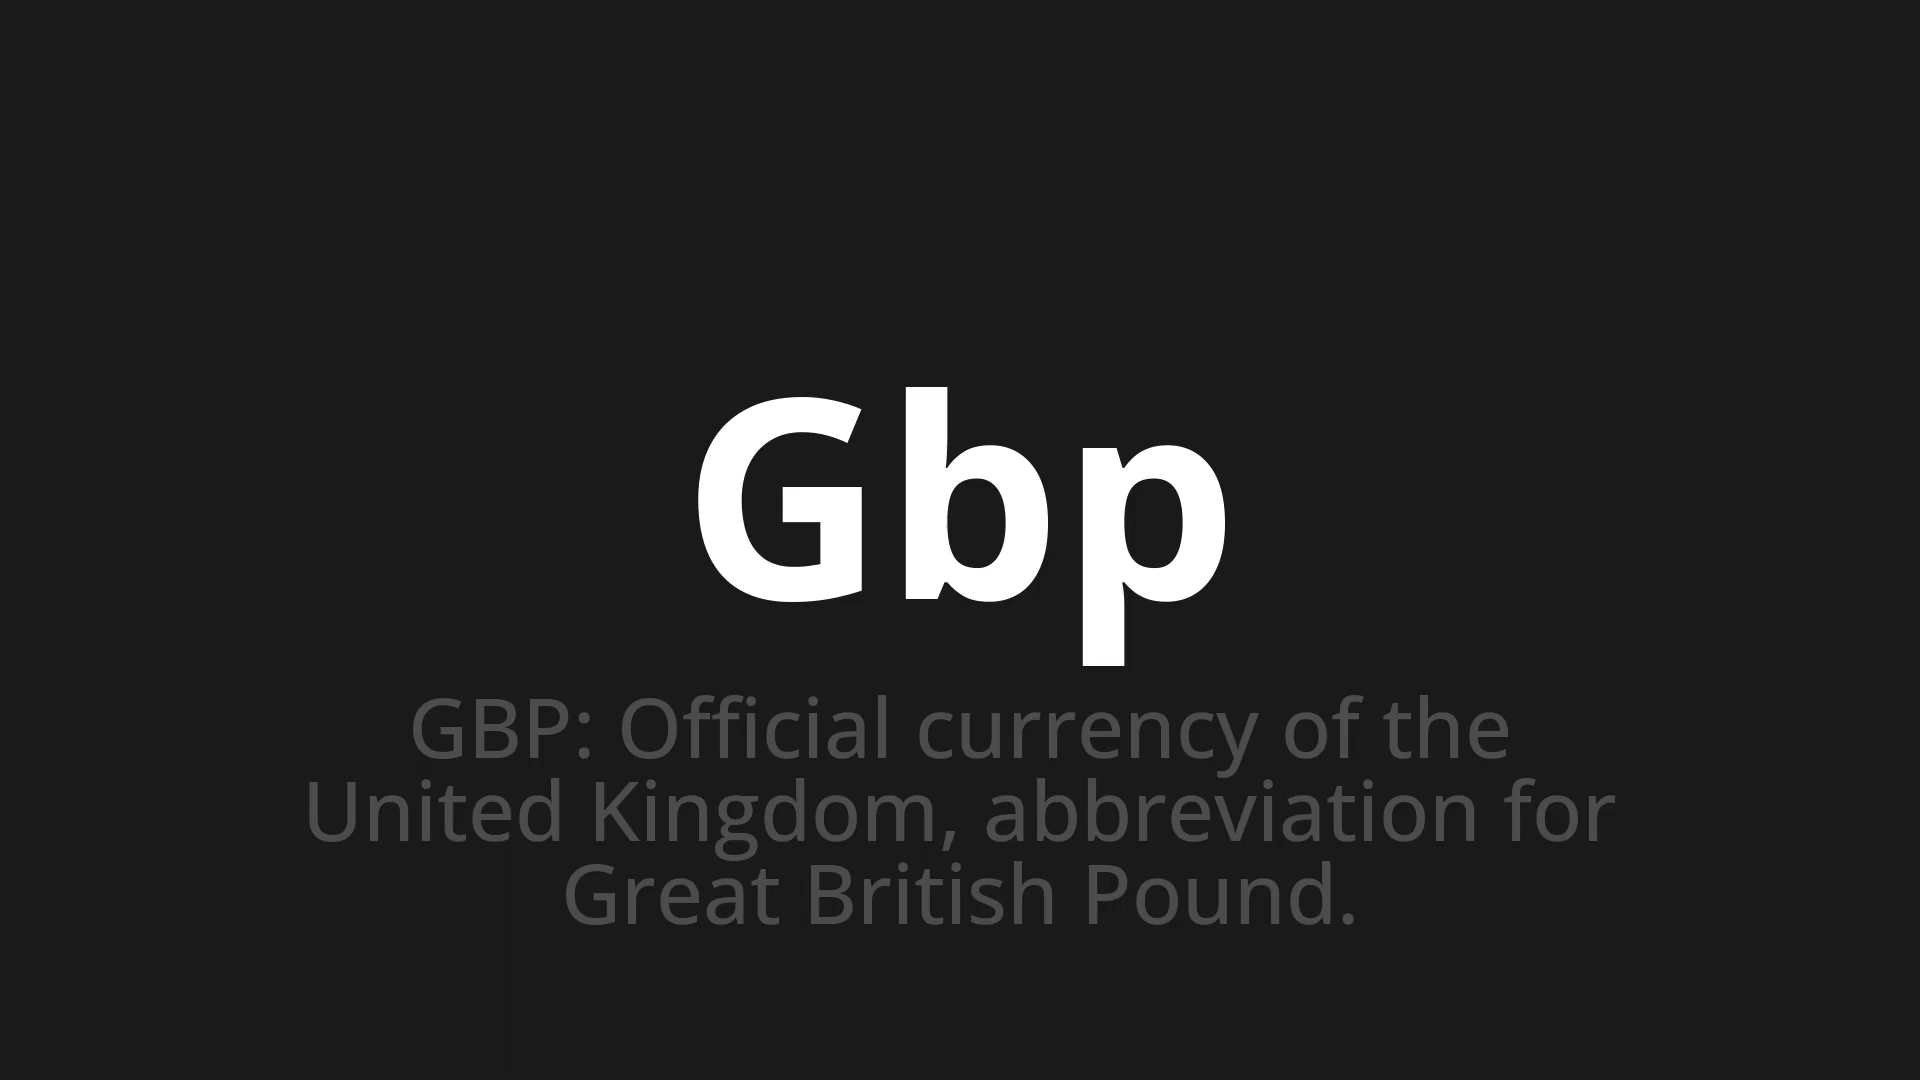 Gbp
GBP: Official currency of the
United Kingdom, abbreviation for
Great British Pound.